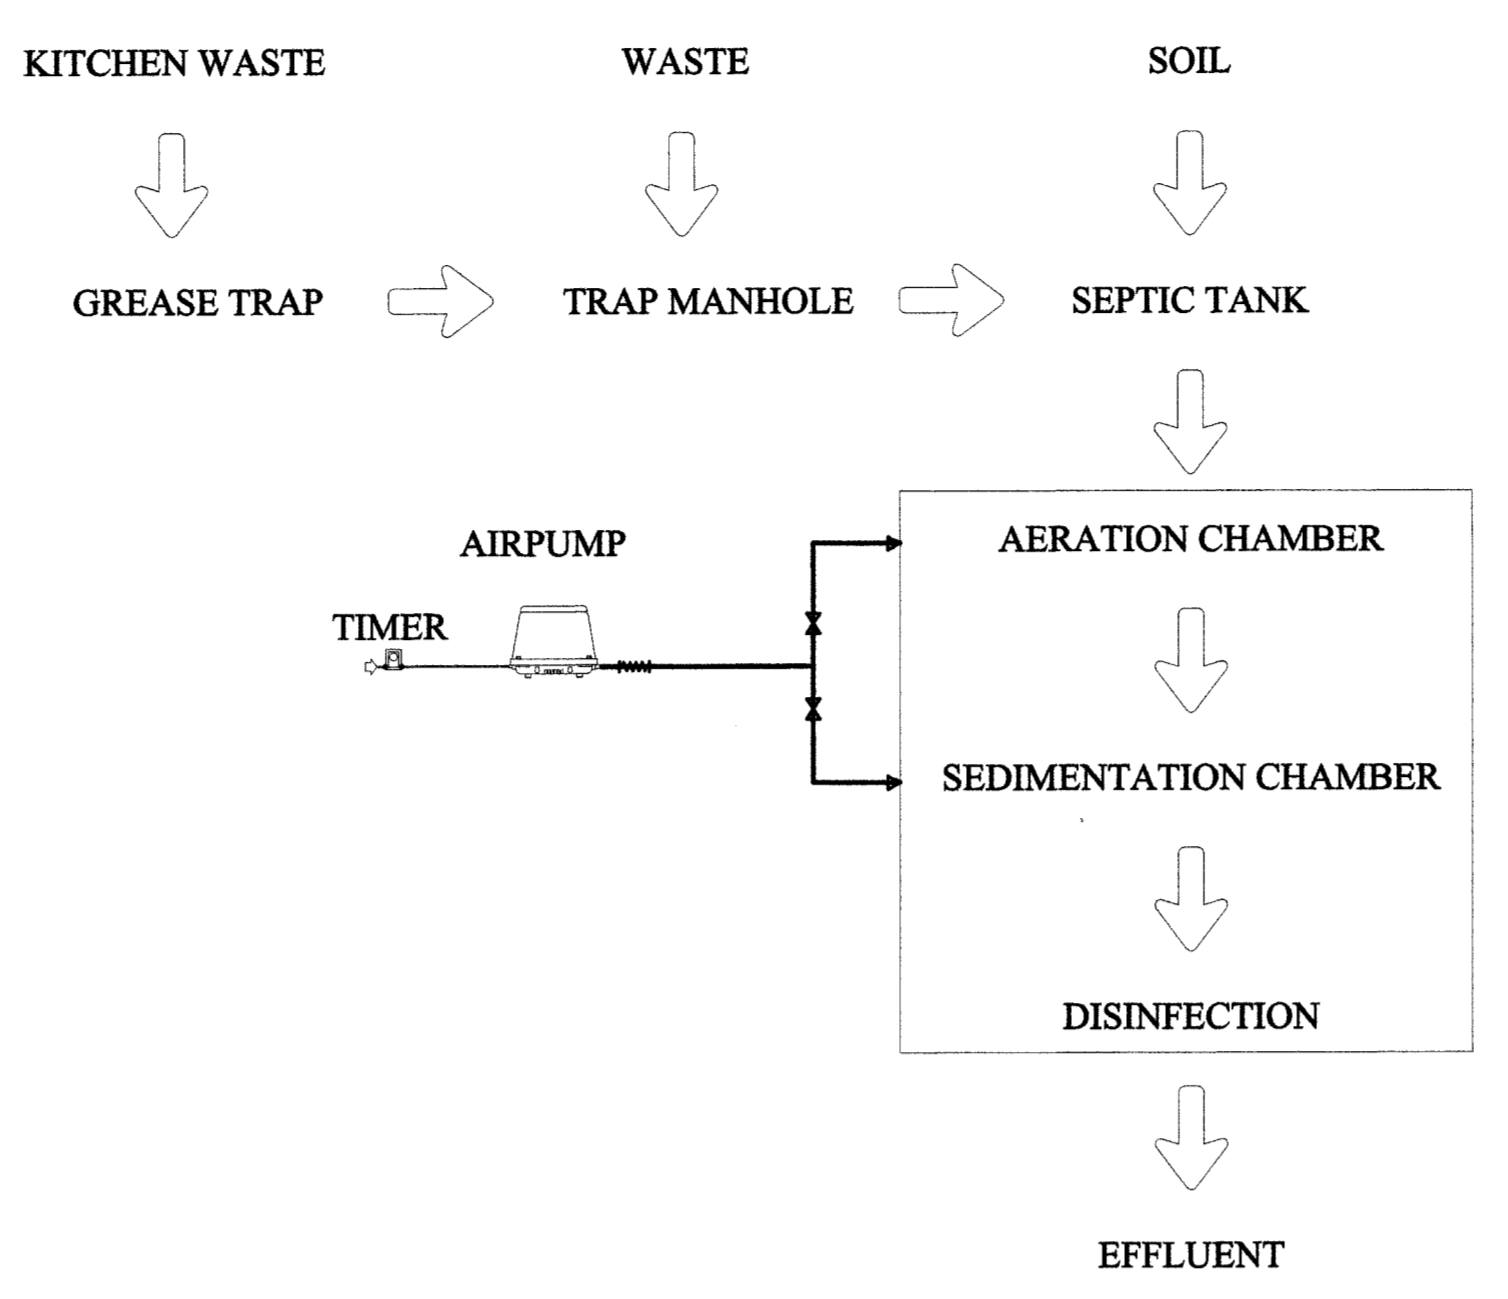 KITCHEN WASTE
WASTE
SOIL
GREASE TRAP
TRAP MANHOLE
SEPTIC TANK
AIRPUMP
TIMER
AERATION CHAMBER
SEDIMENTATION CHAMBER
DISINFECTION
EFFLUENT